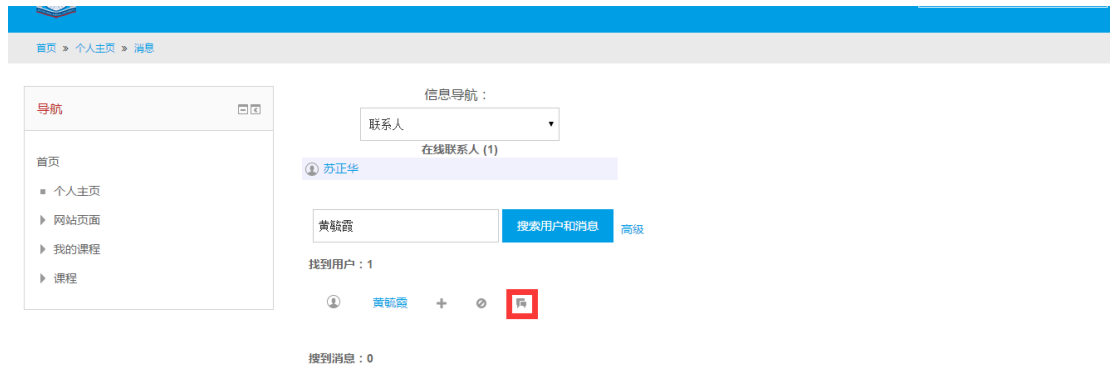 首页 » 个人主页 » 消息
导航
首页
个人主页
网站页面
我的课程
课程
信息导航：
联系人
在线联系人 (1)
苏正华
黄毓霞 搜索用户和消息 高级
找到用户：1
黄毓霞
搜到消息：0